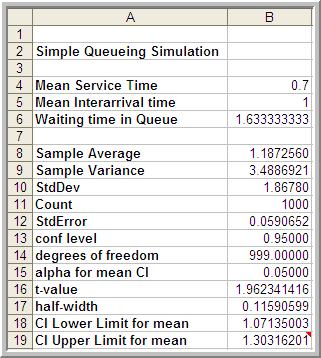 A B
1
2 Simple Queueing Simulation
3
4 Mean Service Time 0.7
5 Mean Interarrival time 1
6 Waiting time in Queue 1.633333333
7
8 Sample Average 1.1872560
9 Sample Variance 3.4886921
10 StdDev 1.86780
11 Count 1000
12 StdError 0.0590652
13 conf level 0.95000
14 degrees of freedom 999.00000
15 alpha for mean CI 0.05000
16 t-value 1.962341416
17 half-width 0.11590599
18 CI Lower Limit for mean 1.07135003
19 CI Upper Limit for mean 1.30316201